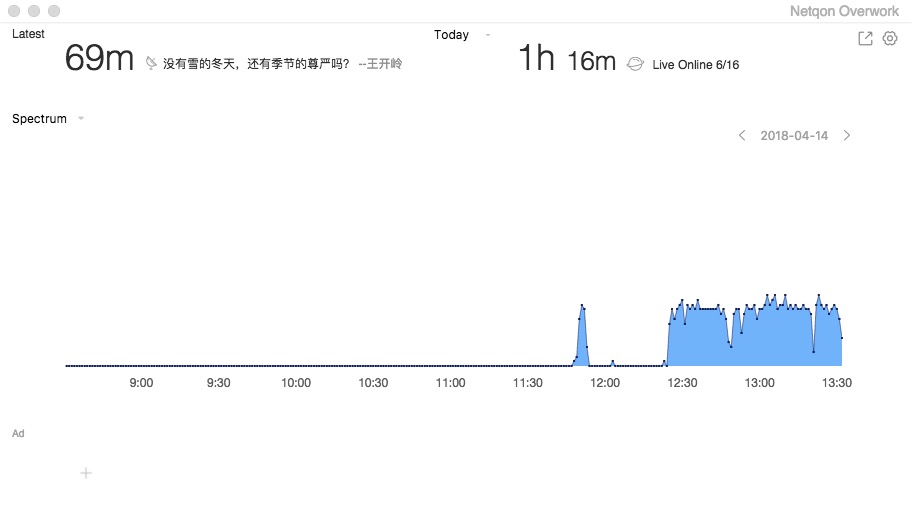 Netqon Overwork
Latest
69m 没有雪的冬天，还有季节的尊严吗？ --王开岭
Today
1h 16m Live Online 6/16
Spectrum
2018-04-14
9:00 9:30 10:00 10:30 11:00 11:30 12:00 12:30 13:00 13:30
Ad